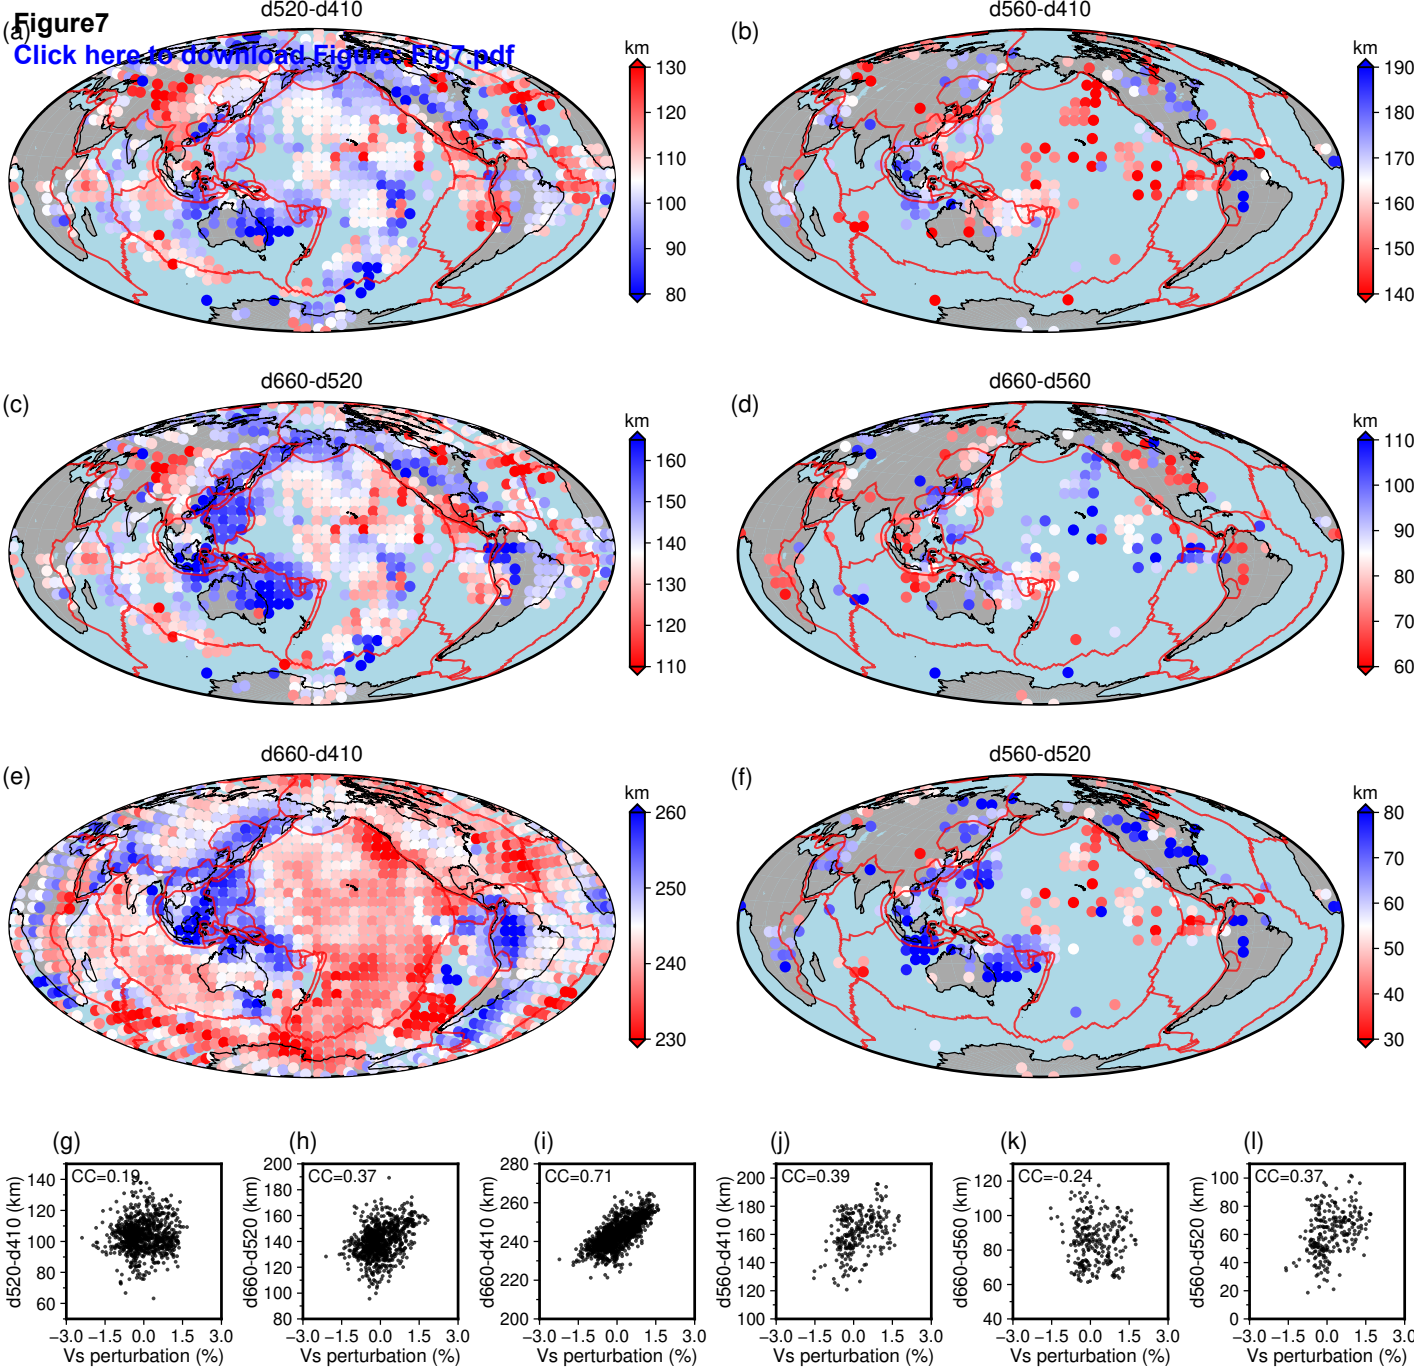 Figure7
Click here to download Figure: Fig7.pdf
(a)
d520-d410
km
130
120
110
100
90
80
(b)
d560-d410
km
190
180
170
160
150
140
(c)
d660-d520
km
160
150
140
130
120
110
(d)
d660-d560
km
110
100
90
80
70
60
(e)
d660-d410
km
260
250
240
230
(f)
d560-d520
km
80
70
60
50
40
30
(g)
CC=0.19
d520-d410 (km)
140
120
100
80
60
−3.0 −1.5 0.0 1.5 3.0
Vs perturbation (%)
(h)
CC=0.37
d660-d520 (km)
200
180
160
140
120
100
80
−3.0 −1.5 0.0 1.5 3.0
Vs perturbation (%)
(i)
CC=0.71
d660-d410 (km)
280
260
240
220
200
−3.0 −1.5 0.0 1.5 3.0
Vs perturbation (%)
(j)
CC=0.39
d560-d410 (km)
200
180
160
140
120
100
−3.0 −1.5 0.0 1.5 3.0
Vs perturbation (%)
(k)
CC=-0.24
d660-d560 (km)
120
100
80
60
40
−3.0 −1.5 0.0 1.5 3.0
Vs perturbation (%)
(l)
CC=0.37
d560-d520 (km)
100
80
60
40
20
0
−3.0 −1.5 0.0 1.5 3.0
Vs perturbation (%)